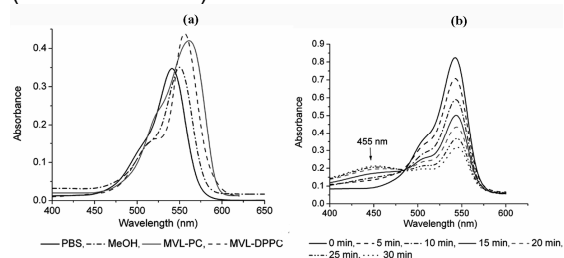 (a)
(b)
Absorbance
0.4
0.3
0.2
0.1
0.0
400
450
500
550
600
650
Wavelength (nm)
PBS, MeOH, MVL-PC, MVL-DPPC
Absorbance
0.9
0.8
0.7
0.6
0.5
0.4
0.3
0.2
0.1
0.0
455 nm
400
450
500
550
600
Wavelength (nm)
0 min, 5 min, 10 min, 15 min, 20 min,
25 min, 30 min